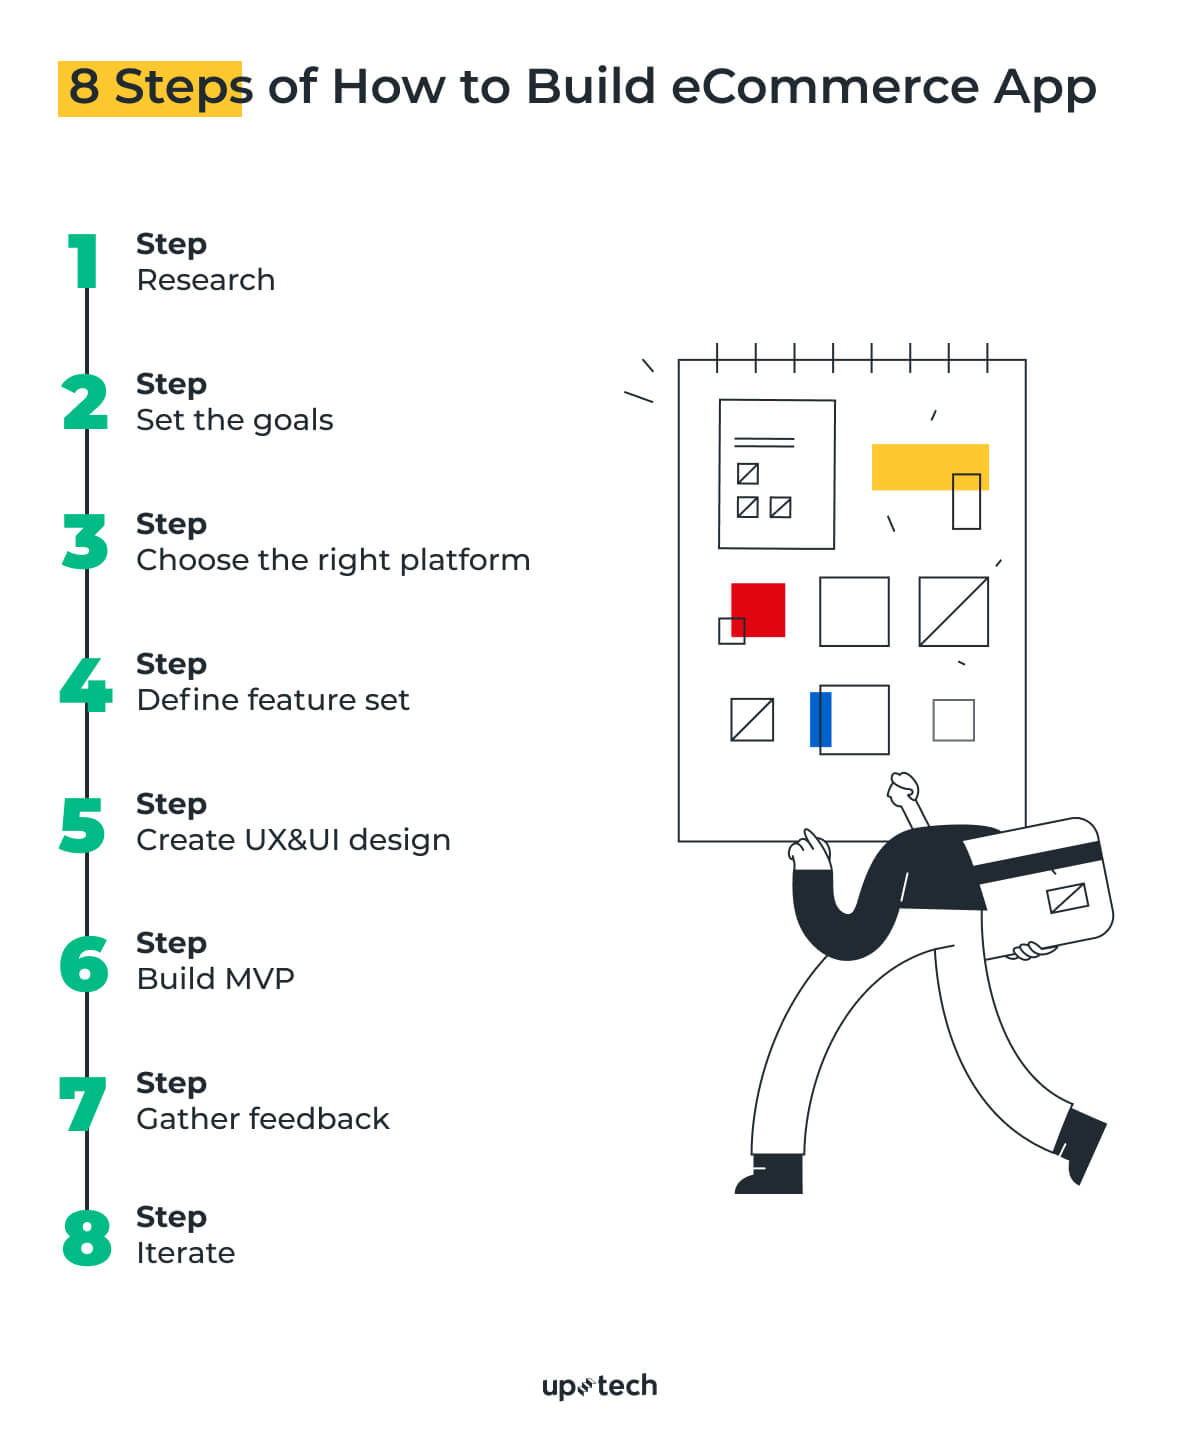 8 Steps of How to Build eCommerce App
1
Step
Research
2
Step
Set the goals
3
Step
Choose the right platform
4
Step
Define feature set
5
Step
Create UX&UI design
6
Step
Build MVP
7
Step
Gather feedback
8
Step
Iterate
upstech